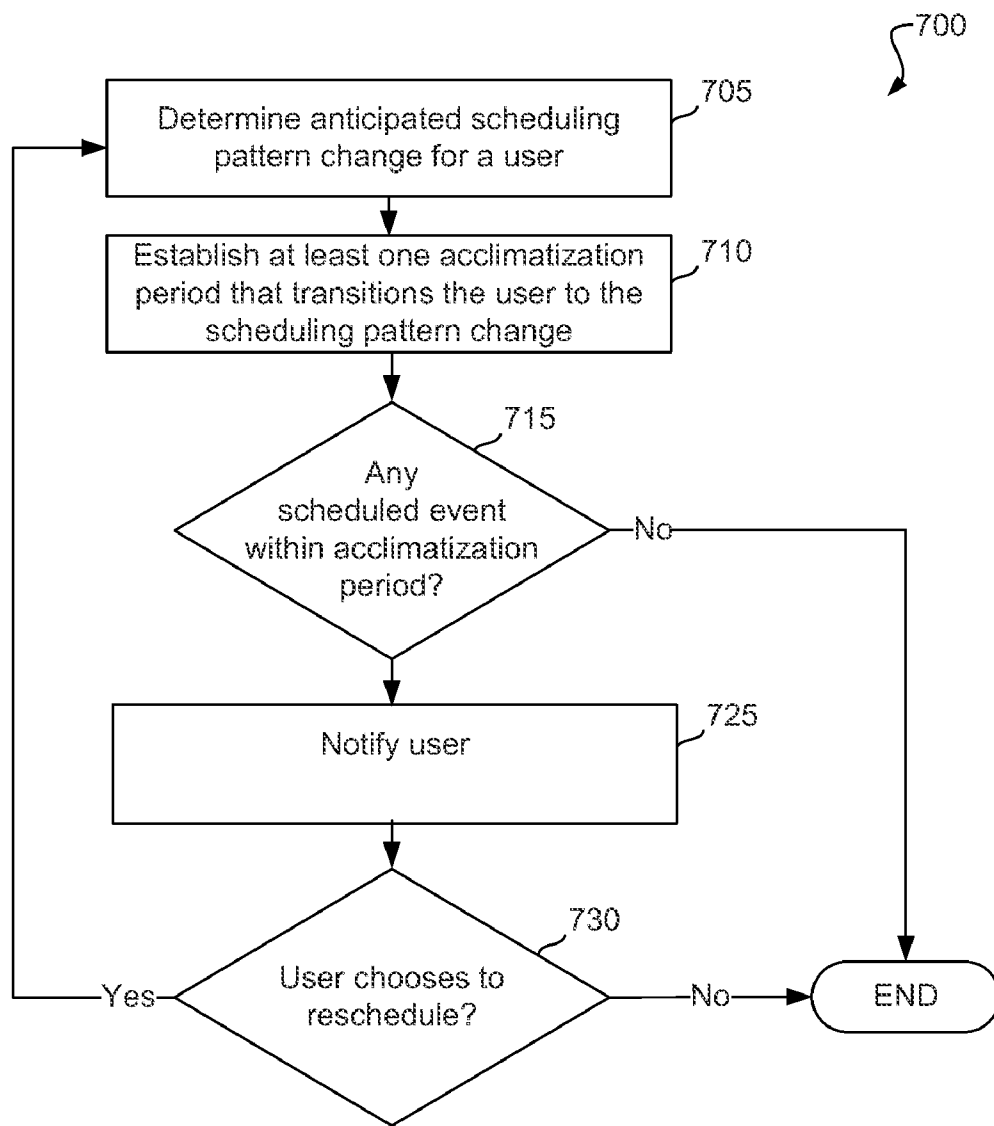 700
705
Determine anticipated scheduling
pattern change for a user
710
Establish at least one acclimatization
period that transitions the user to the
scheduling pattern change
715
Any
scheduled event
within acclimatization
period?
No
725
Notify user
730
User chooses to
reschedule?
Yes
No
END